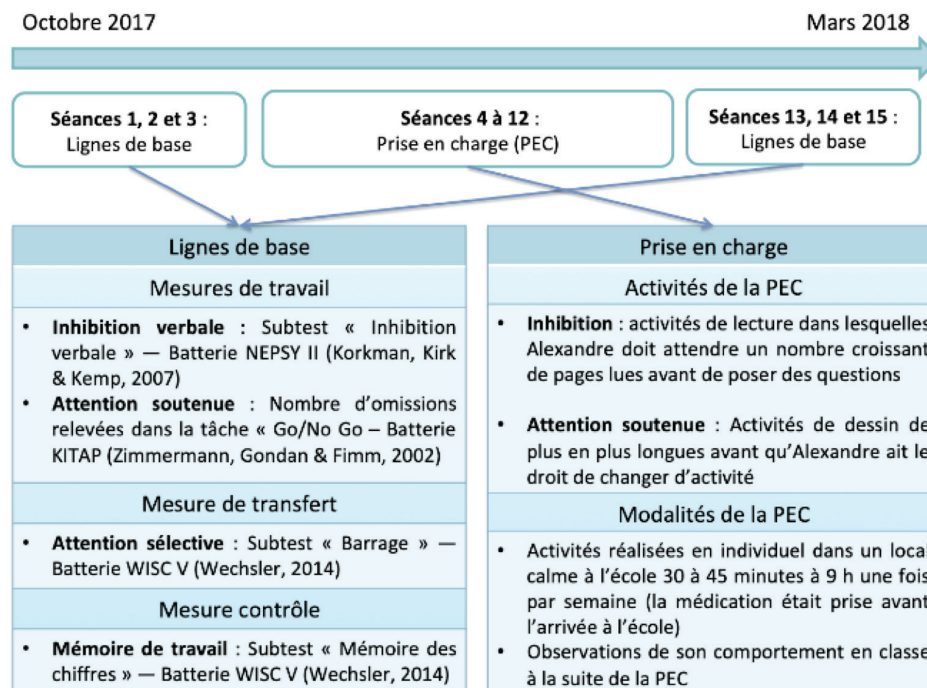 Octobre 2017
Mars 2018
Séances 1, 2 et 3 :
Lignes de base
Séances 4 à 12 :
Prise en charge (PEC)
Séances 13, 14 et 15 :
Lignes de base
Lignes de base
Mesures de travail
• Inhibition verbale : Subtest « Inhibition
verbale » — Batterie NEPSY II (Korkman, Kirk
& Kemp, 2007)
• Attention soutenue : Nombre d'omissions
relevées dans la tâche « Go/No Go – Batterie
KITAP (Zimmermann, Gondan & Fimm, 2002)
Mesure de transfert
• Attention sélective : Subtest « Barrage » —
Batterie WISC V (Wechsler, 2014)
Mesure contrôle
• Mémoire de travail : Subtest « Mémoire des
chiffres » — Batterie WISC V (Wechsler, 2014)
Prise en charge
Activités de la PEC
• Inhibition : activités de lecture dans lesquelles
Alexandre doit attendre un nombre croissant
de pages lues avant de poser des questions
• Attention soutenue : Activités de dessin de
plus en plus longues avant qu'Alexandre ait le
droit de changer d'activité
Modalités de la PEC
• Activités réalisées en individuel dans un local
calme à l'école 30 à 45 minutes à 9 h une fois
par semaine (la médication était prise avant
l'arrivée à l'école)
• Observations de son comportement en classe
à la suite de la PEC